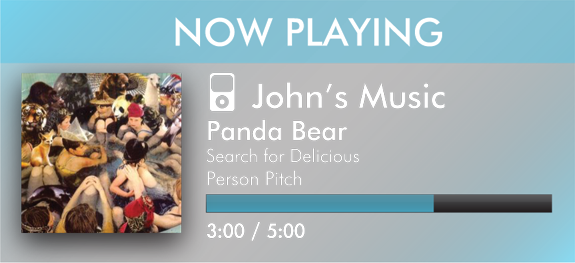 NOW PLAYING
John's Music
Panda Bear
Search for Delicious
Person Pitch
3:00 / 5:00